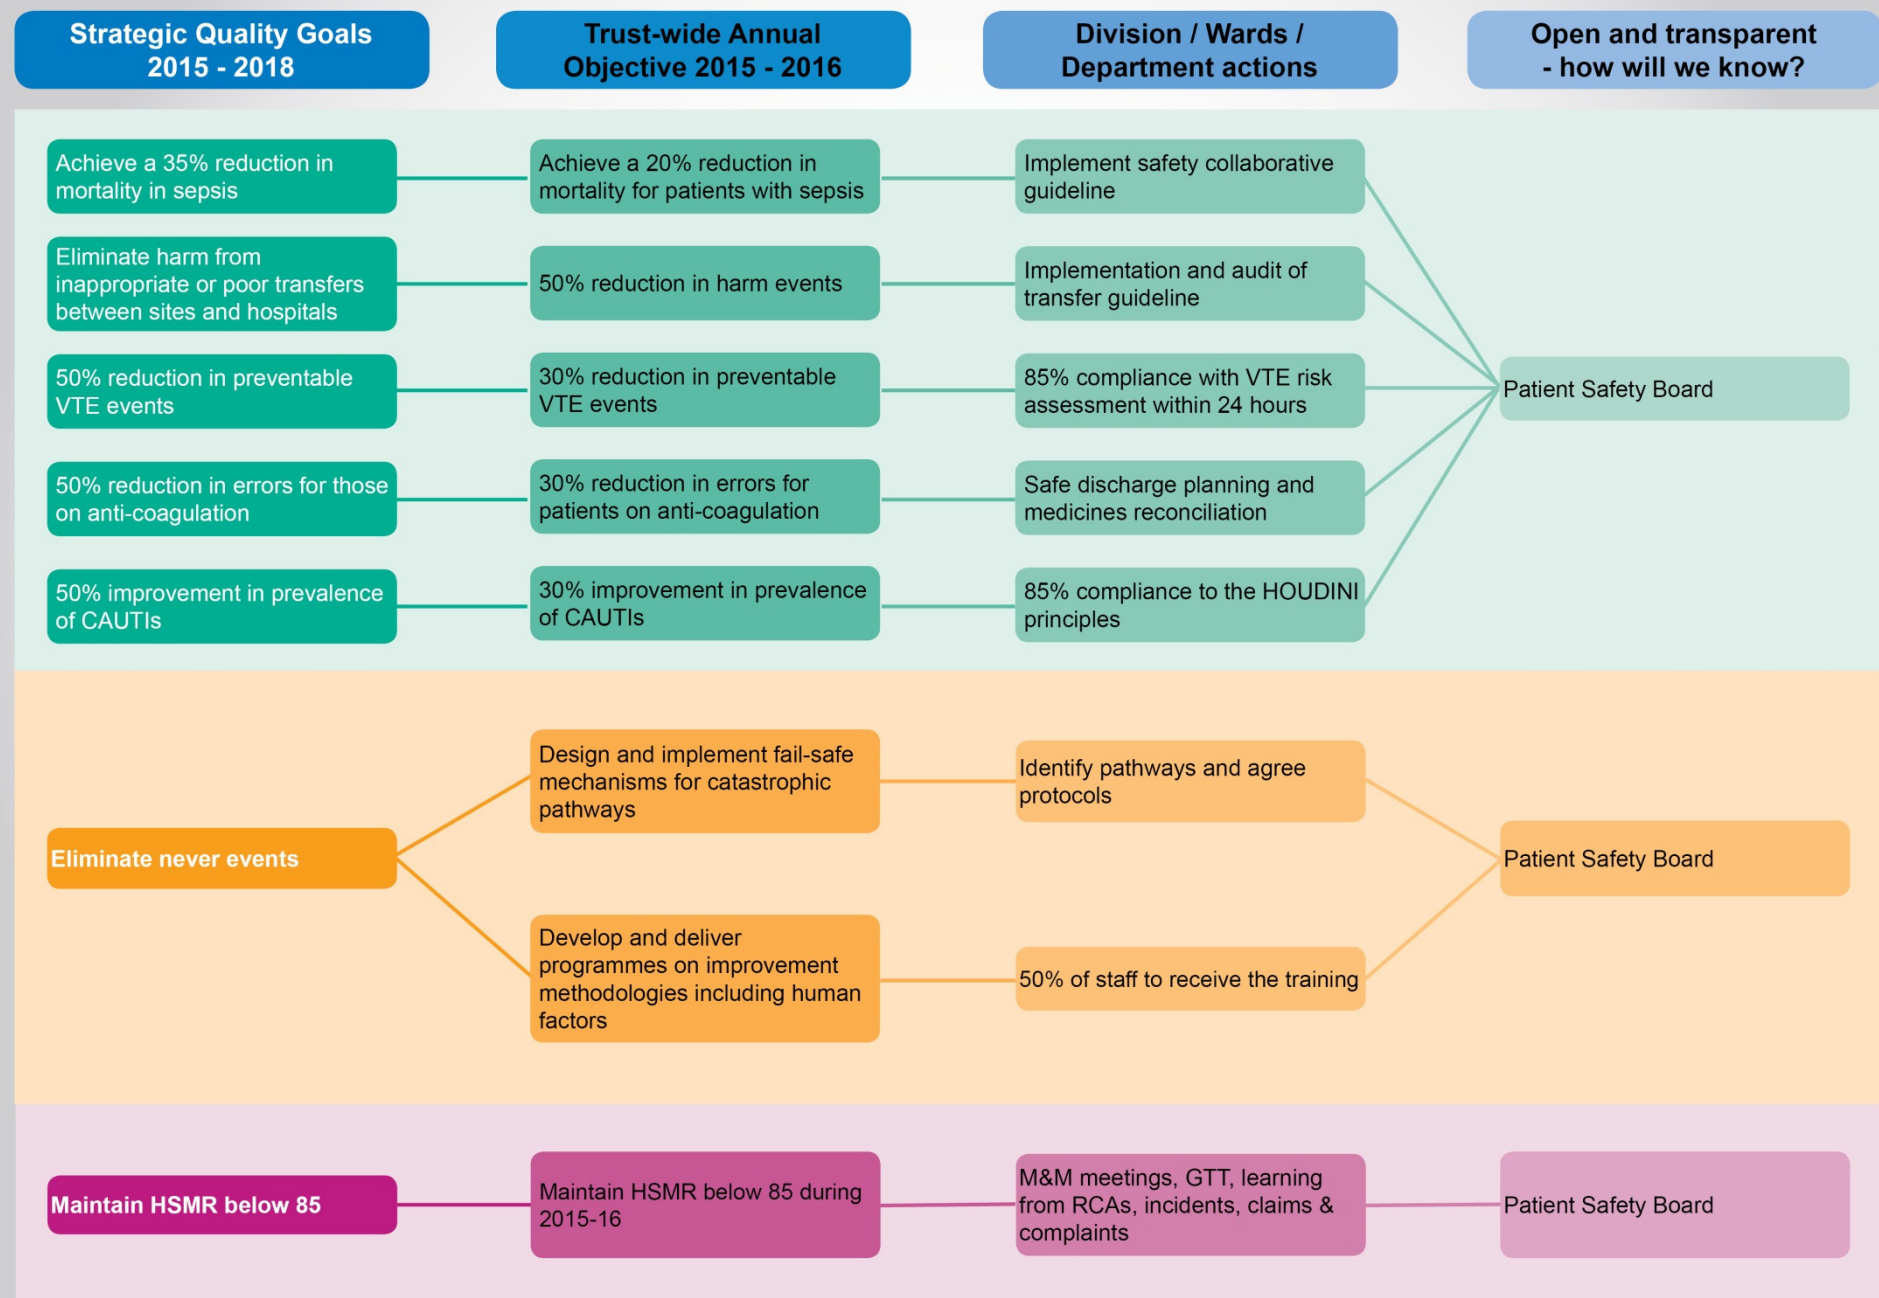 Strategic Quality Goals
2015 - 2018
Trust-wide Annual
Objective 2015 - 2016
Division / Wards /
Department actions
Open and transparent
- how will we know?
Achieve a 35% reduction in
mortality in sepsis
Achieve a 20% reduction in
mortality for patients with sepsis
Implement safety collaborative
guideline
Eliminate harm from
inappropriate or poor transfers
between sites and hospitals
50% reduction in harm events
Implementation and audit of
transfer guideline
50% reduction in preventable
VTE events
30% reduction in preventable
VTE events
85% compliance with VTE risk
assessment within 24 hours
Patient Safety Board
50% reduction in errors for those
on anti-coagulation
30% reduction in errors for
patients on anti-coagulation
Safe discharge planning and
medicines reconciliation
50% improvement in prevalence
of CAUTIs
30% improvement in prevalence
of CAUTIs
85% compliance to the HOUDINI
principles
Eliminate never events
Design and implement fail-safe
mechanisms for catastrophic
pathways
Identify pathways and agree
protocols
Develop and deliver
programmes on improvement
methodologies including human
factors
50% of staff to receive the training
Patient Safety Board
Maintain HSMR below 85
Maintain HSMR below 85 during
2015-16
M&M meetings, GTT, learning
from RCAs, incidents, claims &
complaints
Patient Safety Board